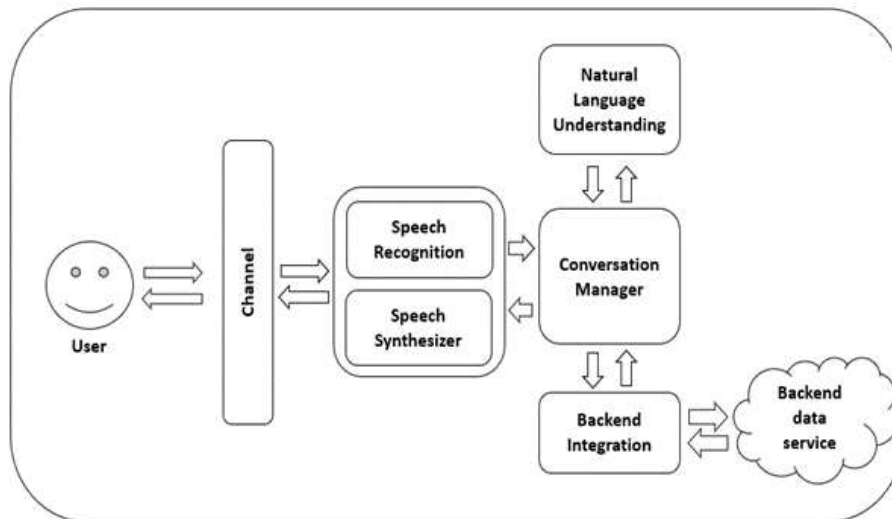 Natural
Language
Understanding
Speech
Recognition
Channel
Conversation
Manager
Speech
Synthesizer
User
Backend
Integration
Backend
data
service